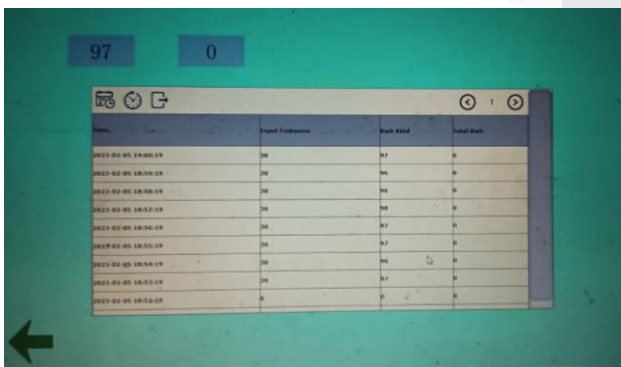 97 0
1
Time Input Frekuensi Kwh Aktif Total Kwh
2023-02-05 19:00:19 30 97 0
2023-02-05 18:59:19 30 96 0
2023-02-05 18:58:19 30 96 0
2023-02-05 18:57:19 30 98 0
2023-02-05 18:56:19 30 97 0
2023-02-05 18:55:19 30 97 0
2023-02-05 18:54:19 30 96 0
2023-02-05 18:53:19 30 97 0
2023-02-05 18:52:19 0 0 0